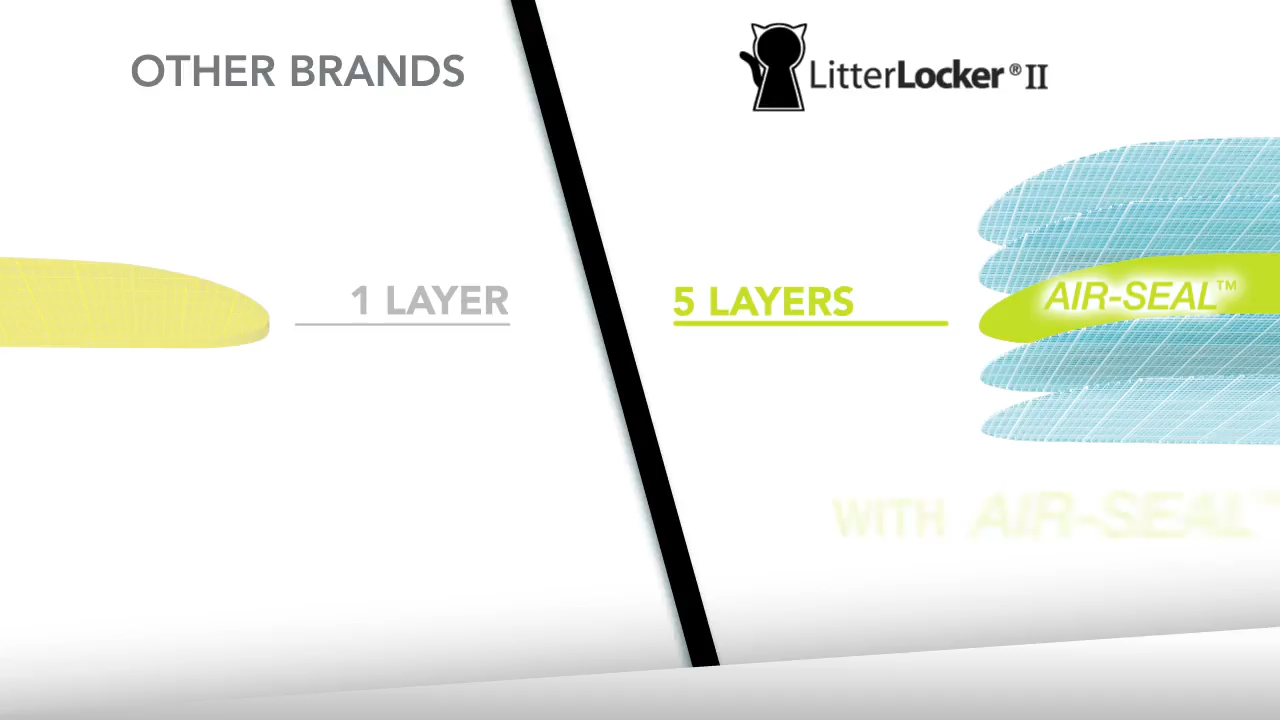 OTHER BRANDS
1 LAYER
LitterLocker®II
5 LAYERS
AIR-SEAL™
WITH AIR-SEAL™